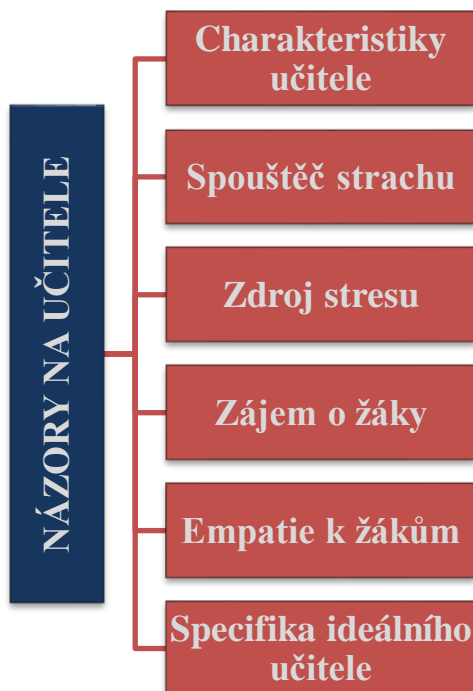 NÁZORY NA UČITELE
Charakteristiky
učitele
Spouštěč strachu
Zdroj stresu
Zájem o žáky
Empatie k žákům
Specifika ideálního
učitele